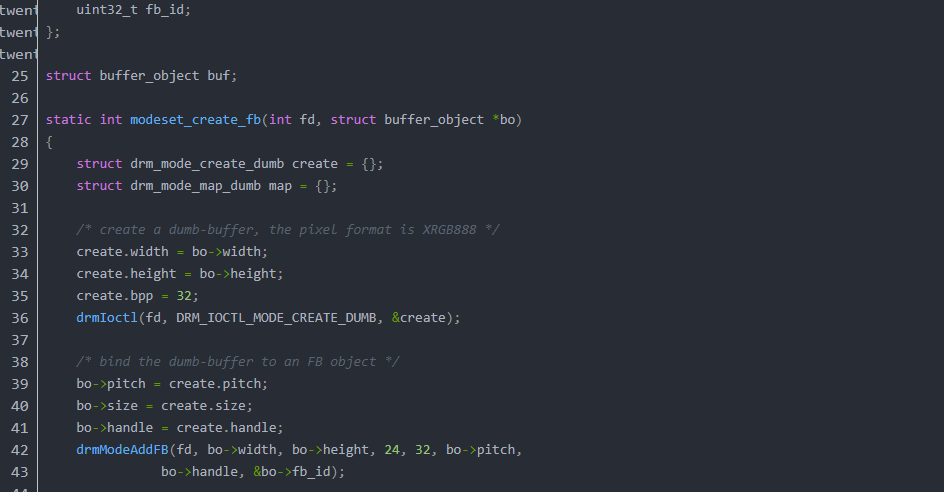 twent uint32_t fb_id;
twent };
twent
25 struct buffer_object buf;
26
27 static int modeset_create_fb(int fd, struct buffer_object *bo)
28 {
29 struct drm_mode_create_dumb create = {};
30 struct drm_mode_map_dumb map = {};
31
32 /* create a dumb-buffer, the pixel format is XRGB888 */
33 create.width = bo->width;
34 create.height = bo->height;
35 create.bpp = 32;
36 drmIoctl(fd, DRM_IOCTL_MODE_CREATE_DUMB, &create);
37
38 /* bind the dumb-buffer to an FB object */
39 bo->pitch = create.pitch;
40 bo->size = create.size;
41 bo->handle = create.handle;
42 drmModeAddFB(fd, bo->width, bo->height, 24, 32, bo->pitch,
43 bo->handle, &bo->fb_id);